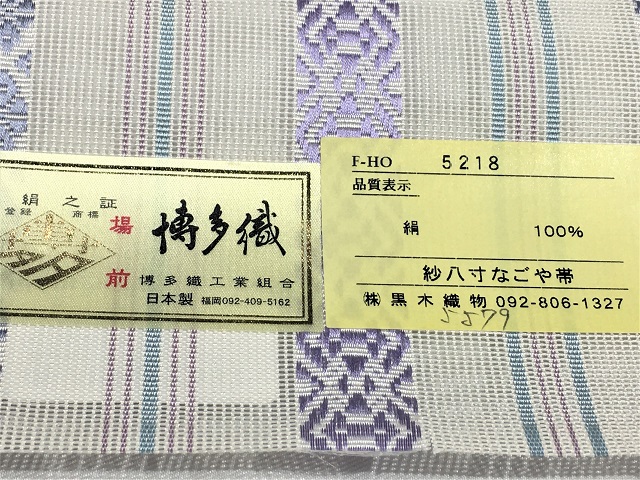 絹之証
登録 商標
場前
博多織
博多織工業組合
日本製 福岡092-409-5162
F-HO 5218
品質表示
絹 100%
紗八寸なごや帯
㈱黒木織物 092-806-1327
5579